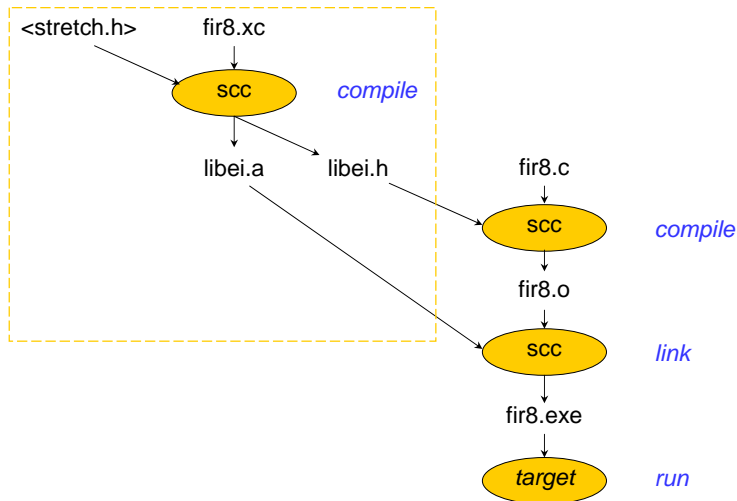 <stretch.h> fir8.xc
scc compile
libei.a libei.h fir8.c
scc compile
fir8.o
scc link
fir8.exe
target run